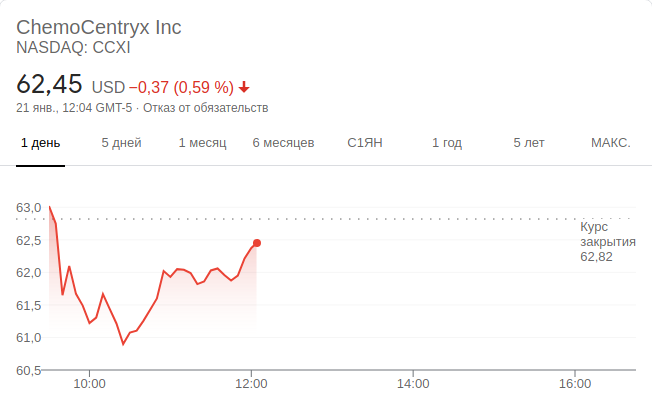 ChemoCentryx Inc
NASDAQ: CCXI
62,45 USD −0,37 (0,59 %)
21 янв., 12:04 GMT-5 · Отказ от обязательств
1 день 5 дней 1 месяц 6 месяцев С1ЯН 1 год 5 лет МАКС.
63,0
Курс
закрытия
62,82
62,5
62,0
61,5
61,0
60,5
10:00 12:00 14:00 16:00